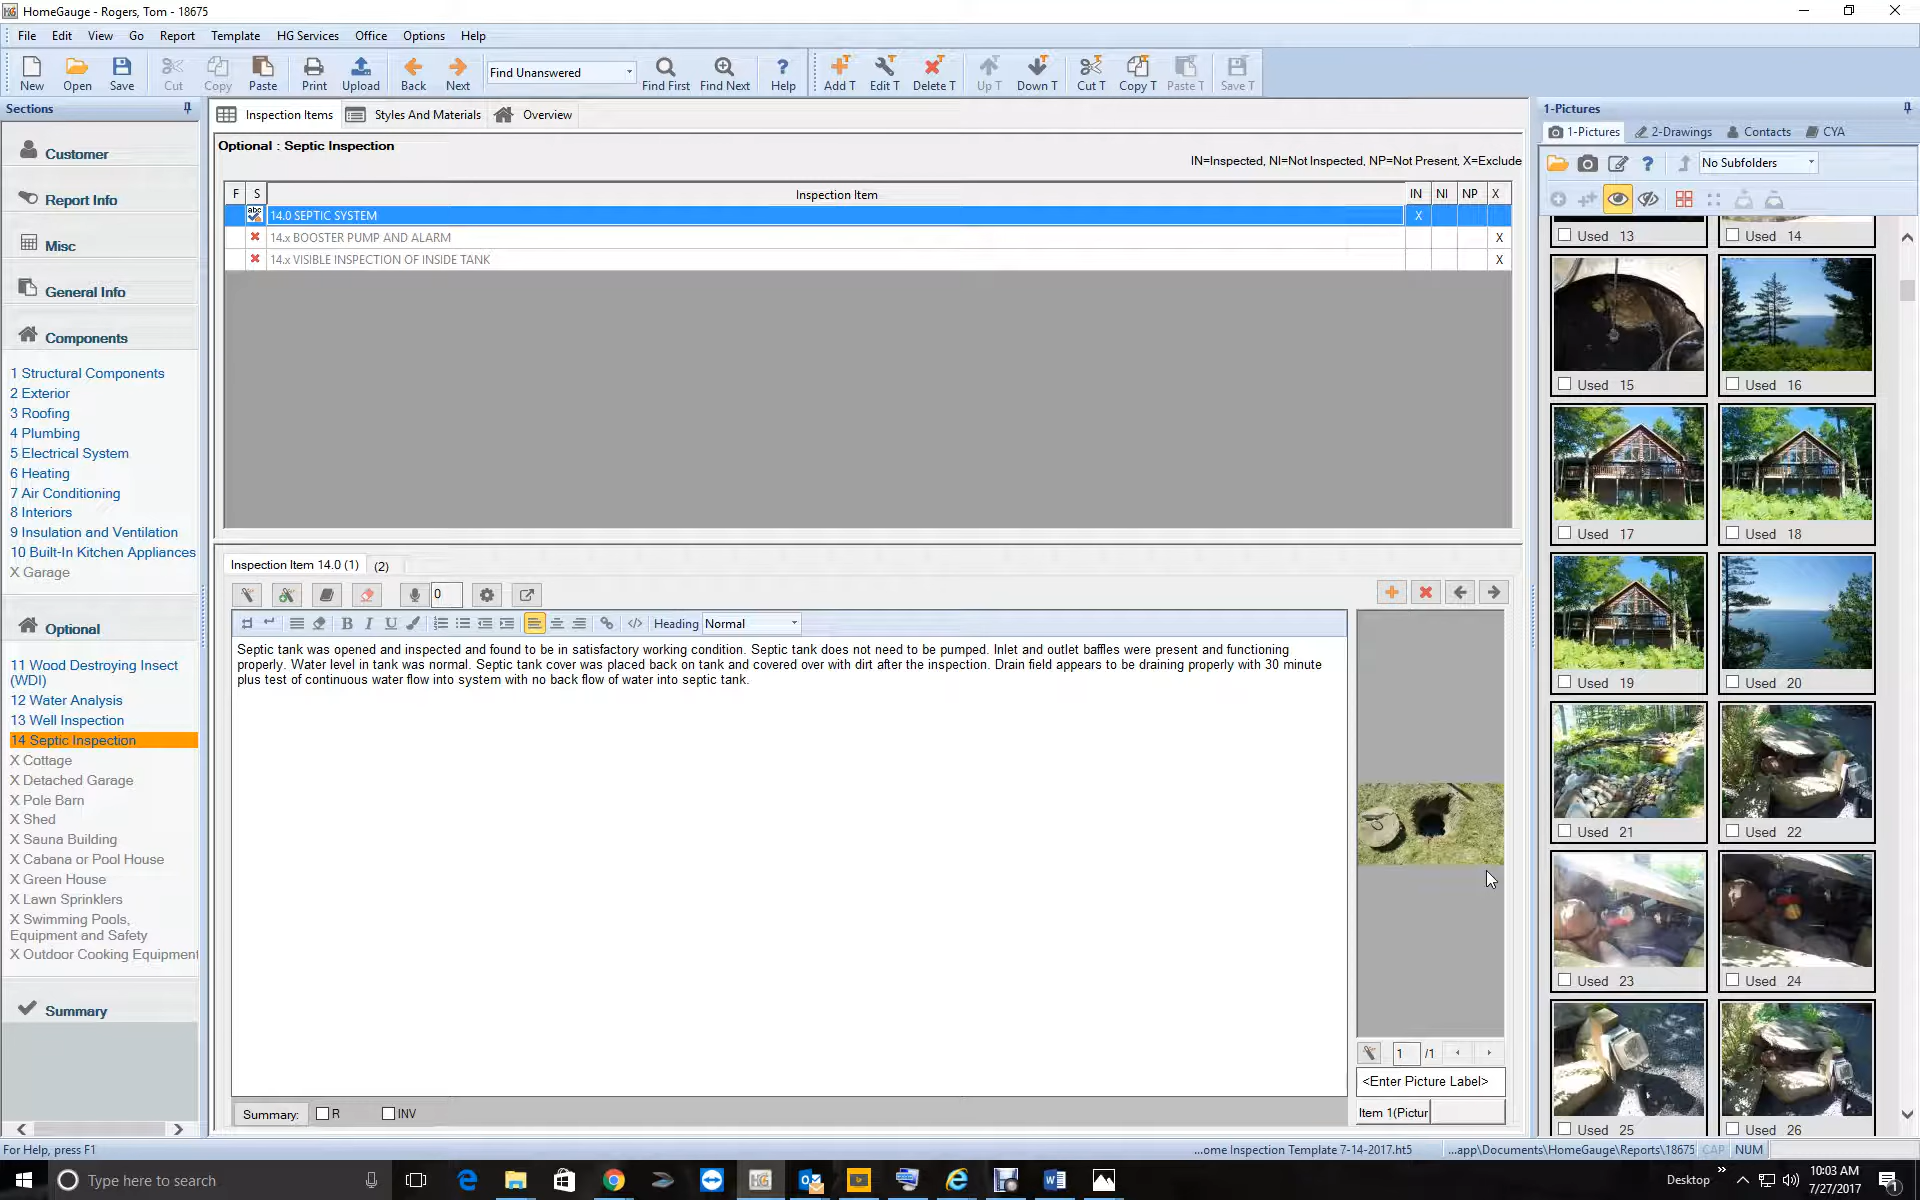 HomeGauge - Rogers, Tom - 18675
File Edit View Go Report Template HG Services Office Options Help
New Open Save Cut Copy Paste Print Upload Back Next Find Unanswered Find First Find Next Help Add T Edit T Delete T Up T Down T Cut T Copy T Paste T Save T
Sections
Customer
Report Info
Misc
General Info
Components
1 Structural Components
2 Exterior
3 Roofing
4 Plumbing
5 Electrical System
6 Heating
7 Air Conditioning
8 Interiors
9 Insulation and Ventilation
10 Built-In Kitchen Appliances
X Garage
Optional
11 Wood Destroying Insect
(WDI)
12 Water Analysis
13 Well Inspection
14 Septic Inspection
X Cottage
X Detached Garage
X Pole Barn
X Shed
X Sauna Building
X Cabana or Pool House
X Green House
X Lawn Sprinklers
X Swimming Pools,
Equipment and Safety
X Outdoor Cooking Equipment
Summary
Inspection Items Styles And Materials Overview
Optional : Septic Inspection
IN=Inspected, NI=Not Inspected, NP=Not Present, X=Exclude
F S Inspection Item IN NI NP X
abc 14.0 SEPTIC SYSTEM X
14.x BOOSTER PUMP AND ALARM X
14.x VISIBLE INSPECTION OF INSIDE TANK X
Inspection Item 14.0 (1) (2)
0
B I U Heading Normal
Septic tank was opened and inspected and found to be in satisfactory working condition. Septic tank does not need to be pumped. Inlet and outlet baffles were present and functioning
properly. Water level in tank was normal. Septic tank cover was placed back on tank and covered over with dirt after the inspection. Drain field appears to be draining properly with 30 minute
plus test of continuous water flow into system with no back flow of water into septic tank.
1 /1
<Enter Picture Label>
Item 1(Pictur
Summary: R INV
1-Pictures
1-Pictures 2-Drawings Contacts CYA
No Subfolders
Used 13 Used 14
Used 15 Used 16
Used 17 Used 18
Used 19 Used 20
Used 21 Used 22
Used 23 Used 24
Used 25 Used 26
For Help, press F1
...ome Inspection Template 7-14-2017.ht5 ...app\Documents\HomeGauge\Reports\18675 CAP NUM
Type here to search
Desktop
10:03 AM
7/27/2017
1